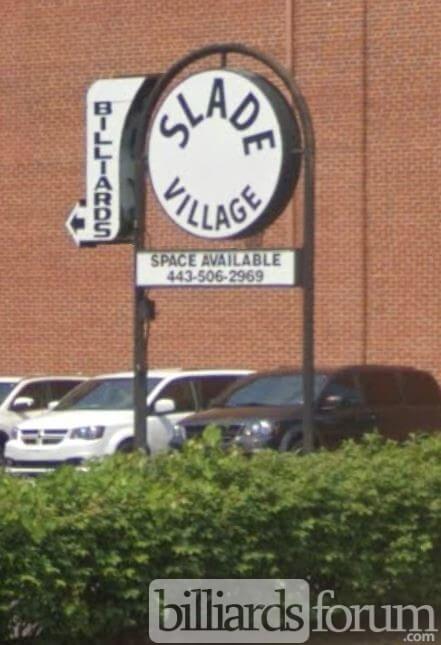 BILLIARDS
SLADE
VILLAGE
SPACE AVAILABLE
443-506-2969
billiardsforum
.com